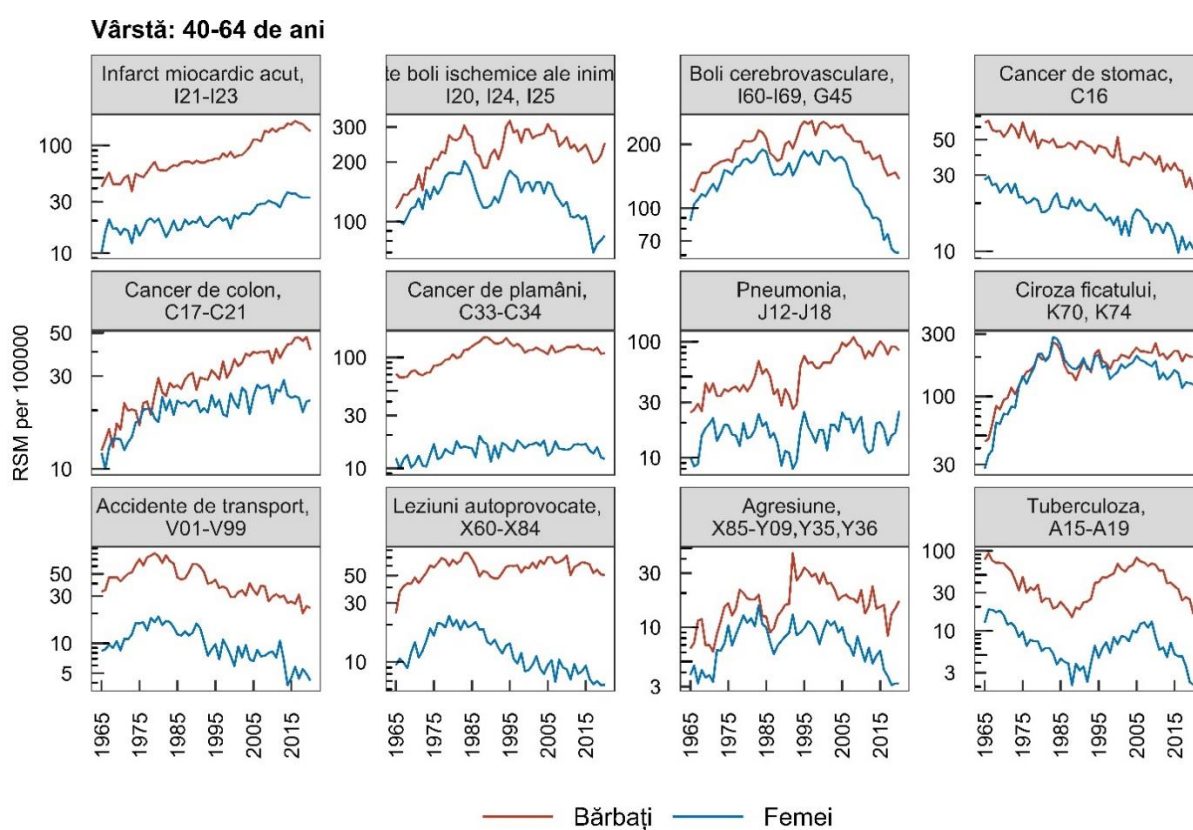 Vârstă: 40-64 de ani
Infarct miocardic acut,
I21-I23
te boli ischemice ale inim
I20, I24, I25
Boli cerebrovasculare,
I60-I69, G45
Cancer de stomac,
C16
100
30
10
300
200
100
200
100
70
50
30
10
Cancer de colon,
C17-C21
Cancer de plamâni,
C33-C34
Pneumonia,
J12-J18
Ciroza ficatului,
K70, K74
50
30
10
100
30
10
100
30
10
300
100
30
RSM per 100000
Accidente de transport,
V01-V99
Leziuni autoprovocate,
X60-X84
Agresiune,
X85-Y09,Y35,Y36
Tuberculoza,
A15-A19
50
30
10
5
50
30
10
30
10
3
100
30
10
3
1965 1975 1985 1995 2005 2015
1965 1975 1985 1995 2005 2015
1965 1975 1985 1995 2005 2015
1965 1975 1985 1995 2005 2015
Bărbați Femei